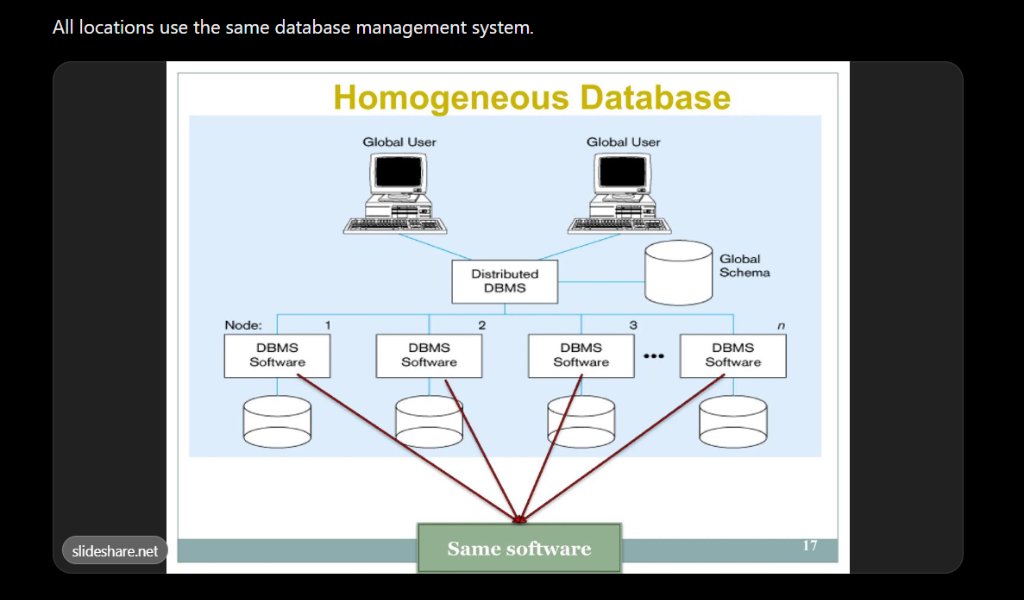 All locations use the same database management system.
Homogeneous Database
Global User
Global User
Distributed
DBMS
Global
Schema
Node:
1
2
3
n
DBMS
Software
DBMS
Software
DBMS
Software
•••
DBMS
Software
Same software
17
slideshare.net